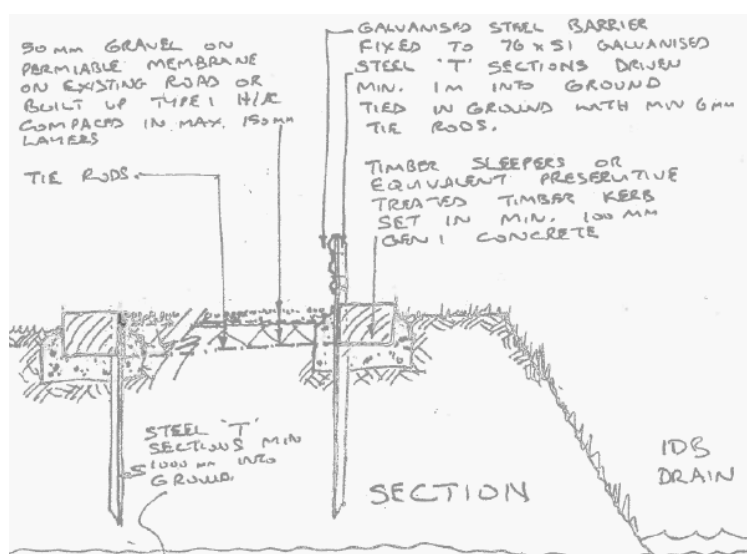 50mm GRAVEL ON
PERMIABLE MEMBRANE
ON EXISTING ROAD OR
BUILT UP TYPE 1 H/C
COMPACED IN MAX. 150mm
LAYERS
TIE RODS.
GALVANISED STEEL BARRIER
FIXED TO 76 x 51 GALVANISED
STEEL 'T' SECTIONS DRIVEN
MIN. 1M INTO GROUND
TIED IN GROUND WITH MIN 6mm
TIE RODS.
TIMBER SLEEPERS OR
EQUIVALENT PRESERVITIVE
TREATED TIMBER KERB
SET IN MIN. 100 MM
GEN 1 CONCRETE
STEEL 'T'
SECTIONS MIN
1000 mm INTO
GROUND.
SECTION
IDB
DRAIN